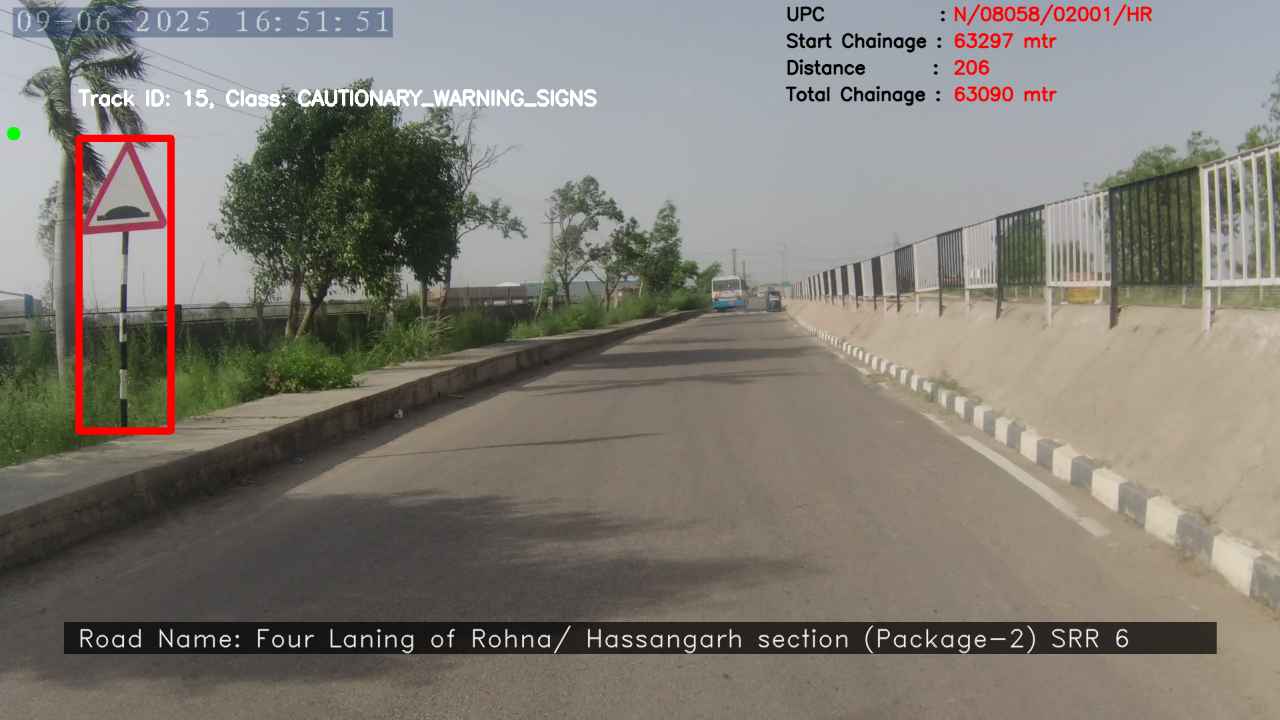 09-06-2025 16:51:51
UPC : N/08058/02001/HR
Start Chainage : 63297 mtr
Distance : 206
Total Chainage : 63090 mtr
Track ID: 15, Class: CAUTIONARY_WARNING_SIGNS
Road Name: Four Laning of Rohna/ Hassangarh section (Package-2) SRR 6